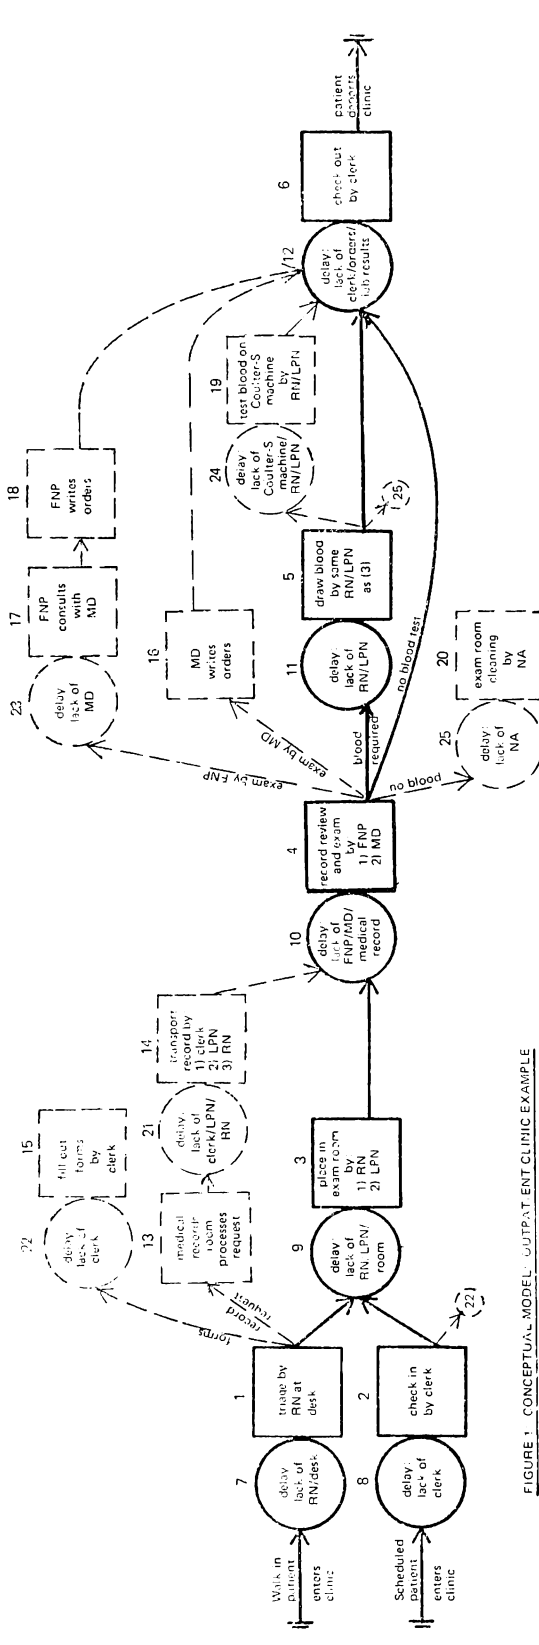 Walk in
patient
enters
clinic
7
delay
lack of
RN/desk
1
triage by
RN at
desk
forms
record
request
Scheduled
patient
enters
clinic
8
delay:
lack of
clerk
2
check in
by clerk
22
22
delay
lack of
clerk
15
fill out
forms
by
clerk
13
medical
records
room
processes
request
21
delay:
lack of
clerk/LPN/
RN
14
transport
record by
1) clerk
2) LPN
3) RN
9
delay:
lack of
RN/LPN/
room
3
place in
exam room
by
1) RN
2) LPN
10
delay
lack of
FNP/MD/
medical
record
4
record review
and exam
by
1) FNP
2) MD
exam by FNP
exam by MD
blood
required
no blood test
no blood
23
delay
lack of
MD
17
FNP
consults
with
MD
18
FNP
writes
orders
16
MD
writes
orders
11
delay:
lack of
RN/LPN
5
draw blood
by same
RN/LPN
as (3)
25
24
delay:
lack of
Coulter-S
machine/
RN/LPN
19
test blood on
Coulter-S
machine
by
RN/LPN
25
delay:
lack of
NA
20
exam room
cleaning
by
NA
12
delay:
lack of
clerk/orders/
lab results
6
check out
by clerk
patient
departs
clinic
FIGURE 1 CONCEPTUAL MODEL: OUTPATIENT CLINIC EXAMPLE